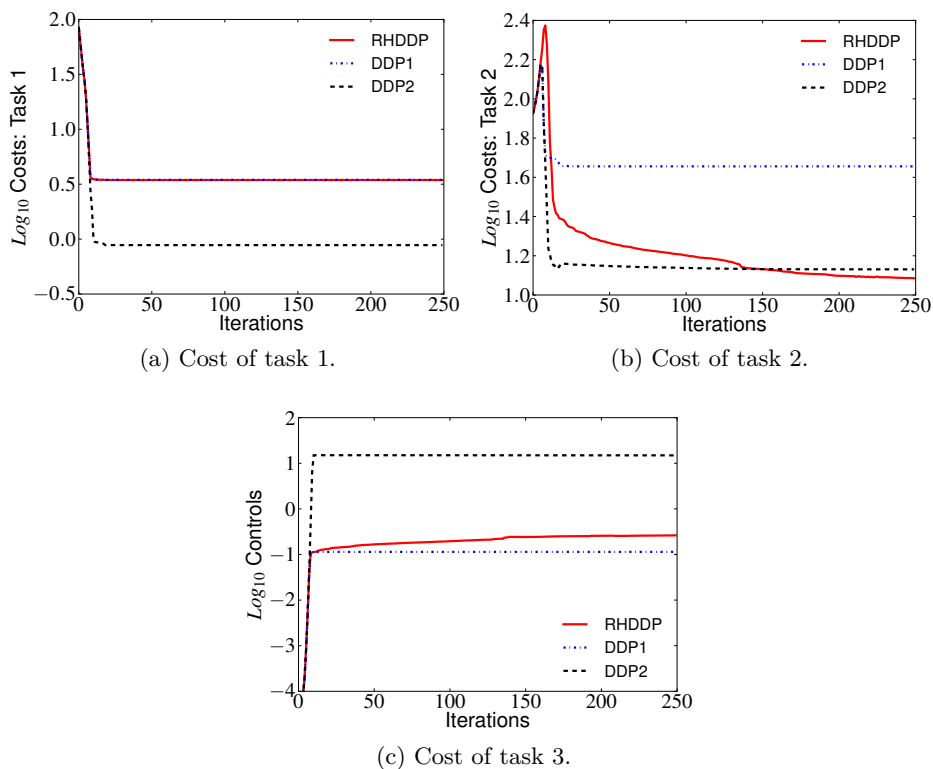 2.0
1.5
1.0
0.5
0.0
−0.5
0
50
100
150
200
250
Log10 Costs: Task 1
Iterations
RHDDP
DDP1
DDP2
(a) Cost of task 1.
2.4
2.2
2.0
1.8
1.6
1.4
1.2
1.0
0
50
100
150
200
250
Log10 Costs: Task 2
Iterations
RHDDP
DDP1
DDP2
(b) Cost of task 2.
2
1
0
−1
−2
−3
−4
0
50
100
150
200
250
Log10 Controls
Iterations
RHDDP
DDP1
DDP2
(c) Cost of task 3.